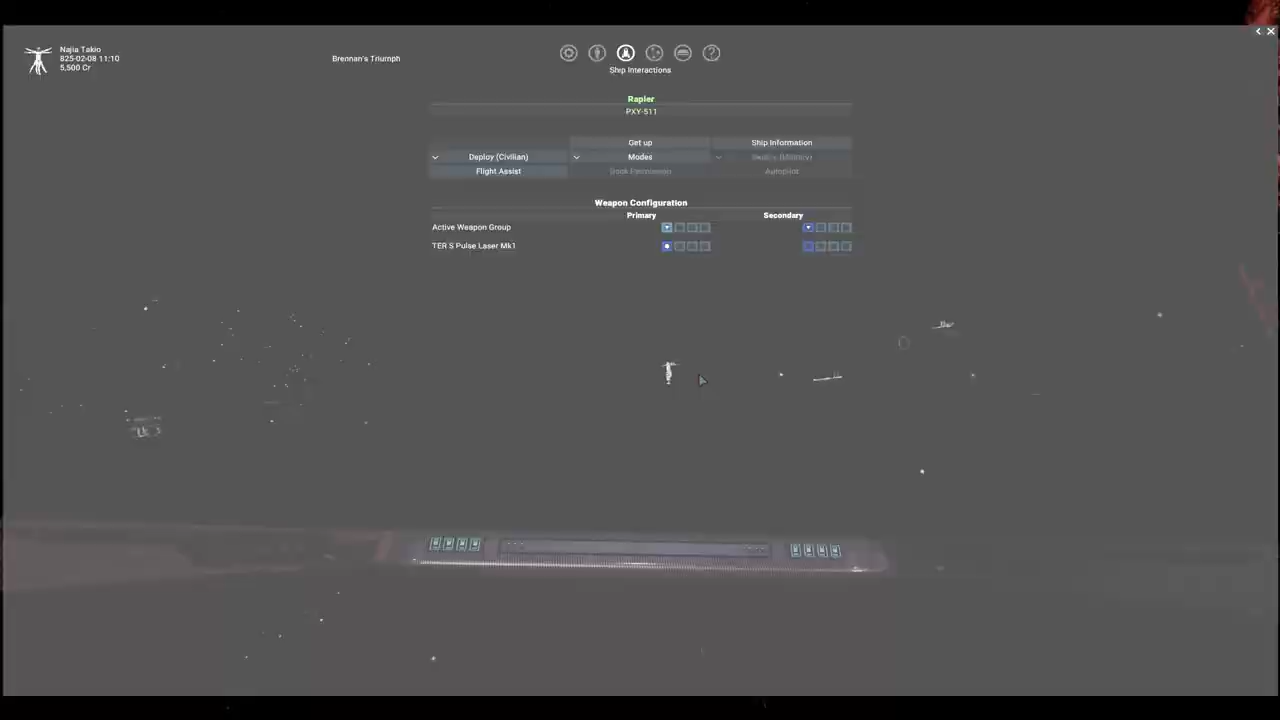 Najia Takio
825-02-08 11:10
5,500 Cr
Brennan's Triumph
Ship Interactions
Rapier
PXY-511
Get up
Ship Information
Deploy (Civilian)
Modes
Flight Assist
Dock Permission
Autopilot
Weapon Configuration
Primary
Secondary
Active Weapon Group
TER S Pulse Laser Mk1